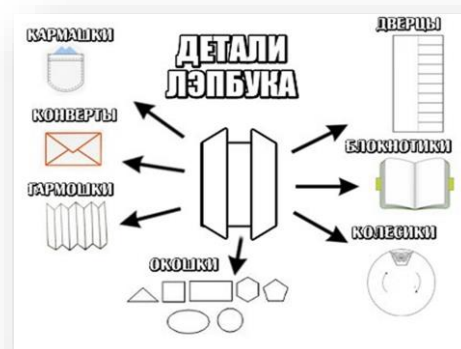 КАРМАШКИ
ДЕТАЛИ
ЛЭПБУКА
ДВЕРЦЫ
КОНВЕРТЫ
БЛОКНОТИКИ
ГАРМОШКИ
КОЛЕСИКИ
ОКОШКИ